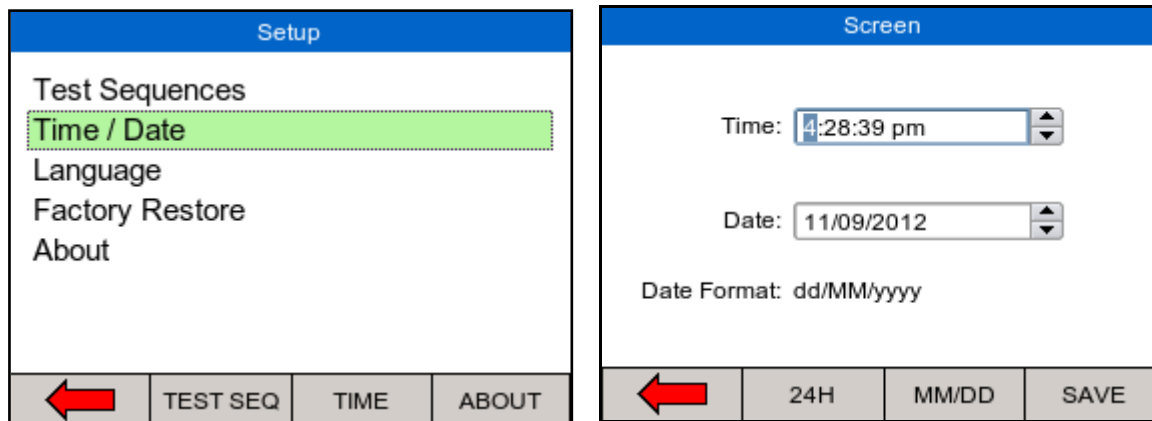 Setup
Test Sequences
Time / Date
Language
Factory Restore
About
TEST SEQ TIME ABOUT
Screen
Time: 4:28:39 pm
Date: 11/09/2012
Date Format: dd/MM/yyyy
24H MM/DD SAVE